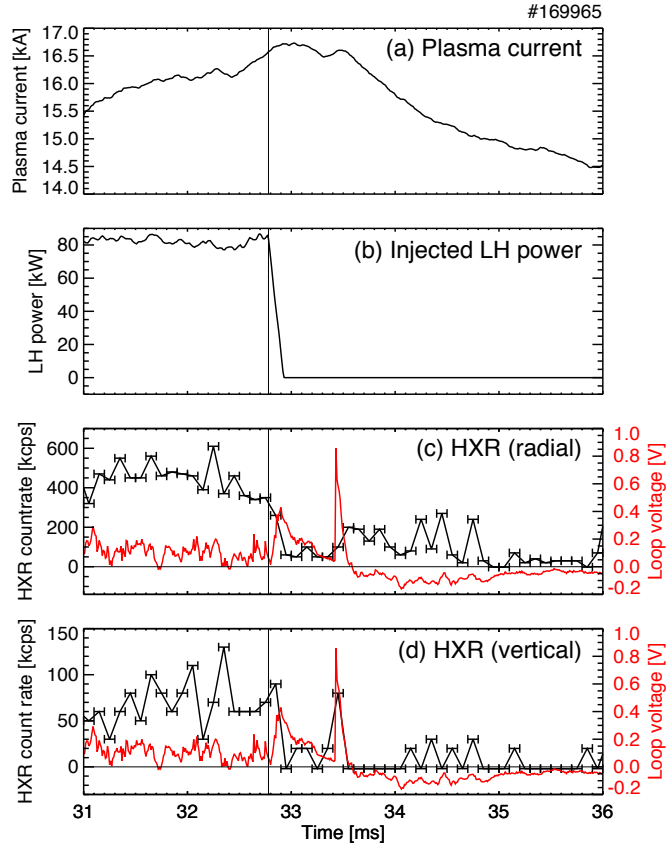 #169965
(a) Plasma current
Plasma current [kA]
17.0
16.5
16.0
15.5
15.0
14.5
14.0
(b) Injected LH power
LH power [kW]
80
60
40
20
0
(c) HXR (radial)
HXR countrate [kcps]
600
400
200
0
1.0
0.8
0.6
0.4
0.2
0.0
-0.2
Loop voltage [V]
(d) HXR (vertical)
HXR count rate [kcps]
150
100
50
0
1.0
0.8
0.6
0.4
0.2
0.0
-0.2
Loop voltage [V]
31 32 33 34 35 36
Time [ms]